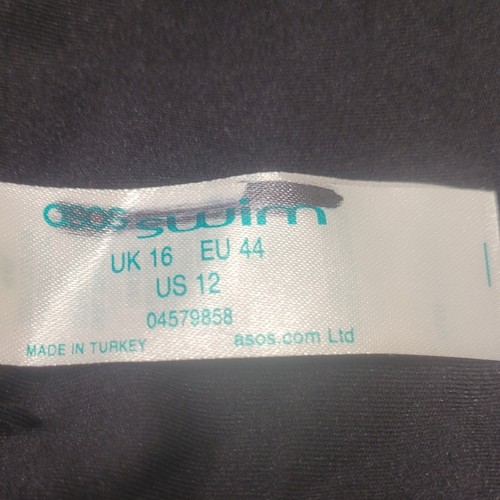 asos swim
UK 16 EU 44
US 12
04579858
MADE IN TURKEY asos.com Ltd